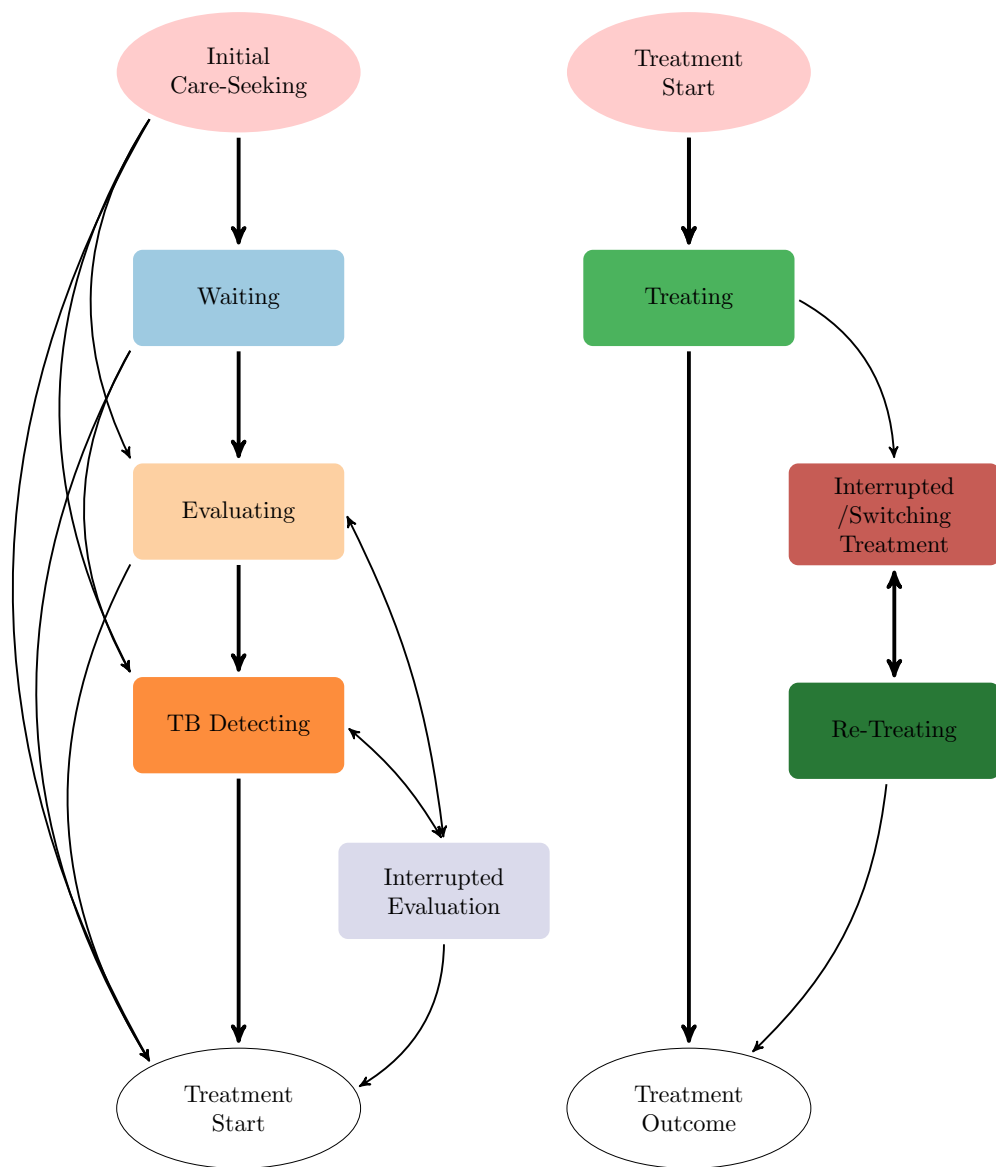 Initial
Care-Seeking
Waiting
Evaluating
TB Detecting
Interrupted
Evaluation
Treatment
Start
Treatment
Start
Treating
Interrupted
/Switching
Treatment
Re-Treating
Treatment
Outcome